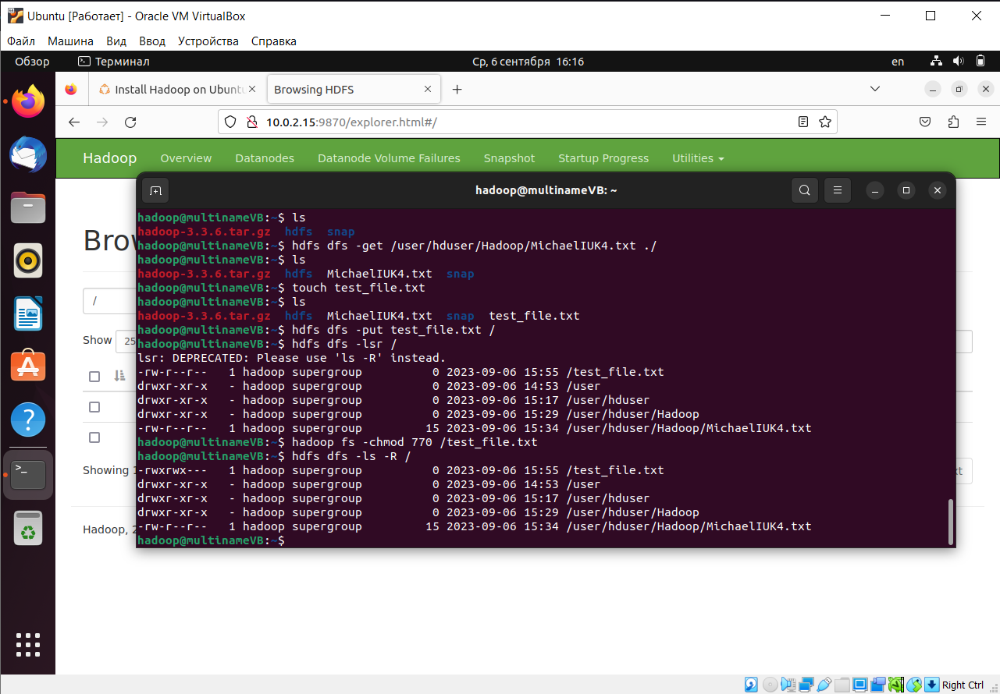 Ubuntu [Работает] - Oracle VM VirtualBox
Файл Машина Вид Ввод Устройства Справка
Обзор Терминал Ср, 6 сентября 16:16 en
Install Hadoop on Ubuntu Browsing HDFS
10.0.2.15:9870/explorer.html#/
Hadoop Overview Datanodes Datanode Volume Failures Snapshot Startup Progress Utilities
hadoop@multinameVB: ~
hadoop@multinameVB:~$ ls
hadoop-3.3.6.tar.gz hdfs snap
hadoop@multinameVB:~$ hdfs dfs -get /user/hduser/Hadoop/MichaelIUK4.txt ./
hadoop@multinameVB:~$ ls
hadoop-3.3.6.tar.gz hdfs MichaelIUK4.txt snap
hadoop@multinameVB:~$ touch test_file.txt
hadoop@multinameVB:~$ ls
hadoop-3.3.6.tar.gz hdfs MichaelIUK4.txt snap test_file.txt
hadoop@multinameVB:~$ hdfs dfs -put test_file.txt /
hadoop@multinameVB:~$ hdfs dfs -lsr /
lsr: DEPRECATED: Please use 'ls -R' instead.
-rw-r--r-- 1 hadoop supergroup 0 2023-09-06 15:55 /test_file.txt
drwxr-xr-x - hadoop supergroup 0 2023-09-06 14:53 /user
drwxr-xr-x - hadoop supergroup 0 2023-09-06 15:17 /user/hduser
drwxr-xr-x - hadoop supergroup 0 2023-09-06 15:29 /user/hduser/Hadoop
-rw-r--r-- 1 hadoop supergroup 15 2023-09-06 15:34 /user/hduser/Hadoop/MichaelIUK4.txt
hadoop@multinameVB:~$ hadoop fs -chmod 770 /test_file.txt
hadoop@multinameVB:~$ hdfs dfs -ls -R /
-rwxrwx--- 1 hadoop supergroup 0 2023-09-06 15:55 /test_file.txt
drwxr-xr-x - hadoop supergroup 0 2023-09-06 14:53 /user
drwxr-xr-x - hadoop supergroup 0 2023-09-06 15:17 /user/hduser
drwxr-xr-x - hadoop supergroup 0 2023-09-06 15:29 /user/hduser/Hadoop
-rw-r--r-- 1 hadoop supergroup 15 2023-09-06 15:34 /user/hduser/Hadoop/MichaelIUK4.txt
hadoop@multinameVB:~$
Bro
/
Show 25
Showing
Hadoop, 2
Right Ctrl